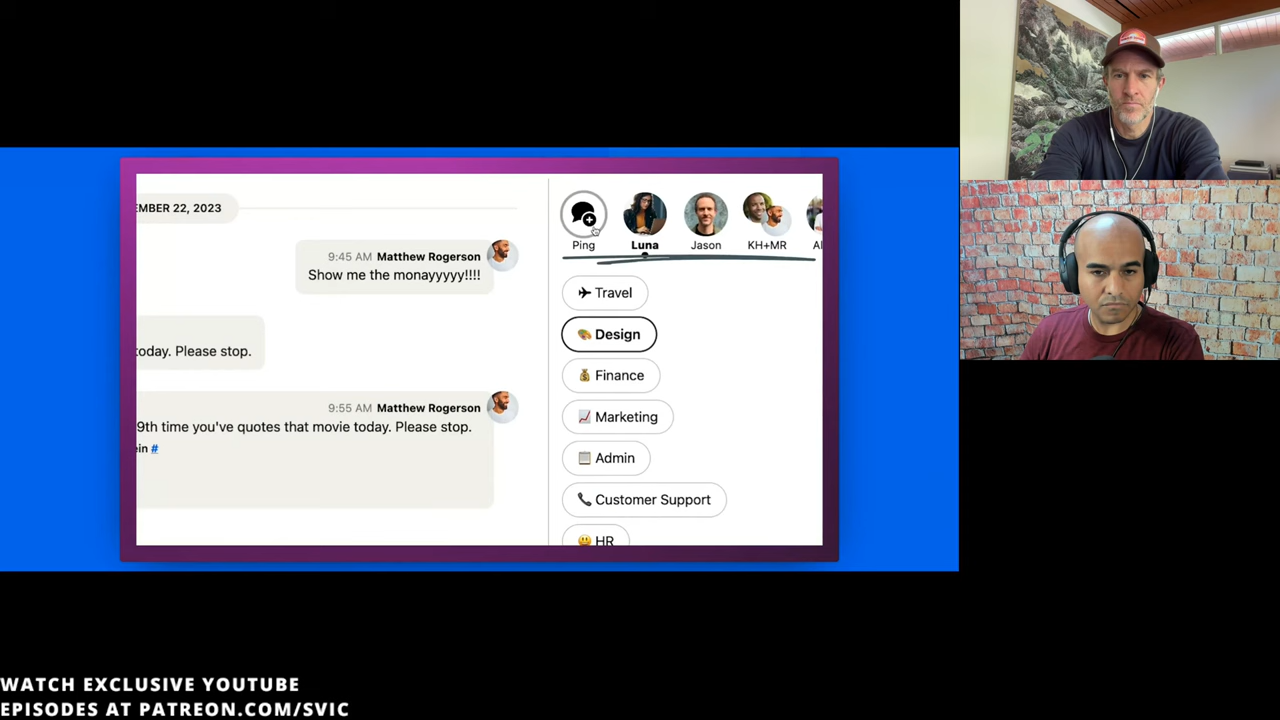 EMBER 22, 2023
9:45 AM Matthew Rogerson
Show me the monayyyyy!!!!
today. Please stop.
9:55 AM Matthew Rogerson
9th time you've quotes that movie today. Please stop.
ein #
Ping
Luna
Jason
KH+MR
Travel
Design
Finance
Marketing
Admin
Customer Support
HR
WATCH EXCLUSIVE YOUTUBE
EPISODES AT PATREON.COM/SVIC